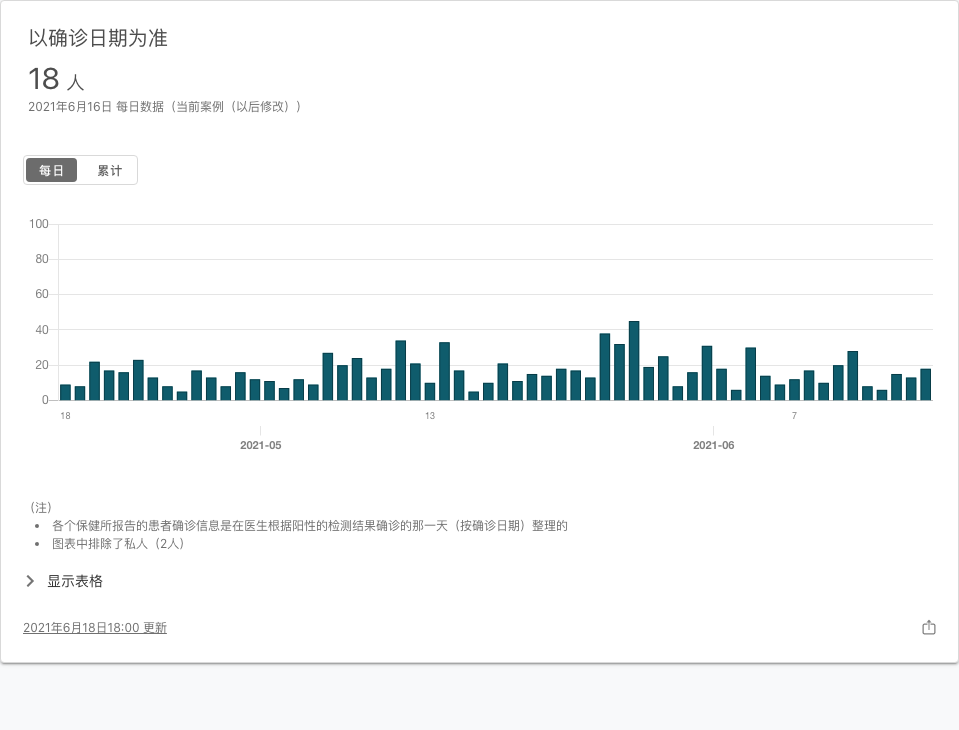 以确诊日期为准
18 人
2021年6月16日 每日数据（当前案例（以后修改））
每日 累计
100
80
60
40
20
0
18 13 7
2021-05 2021-06
（注）
• 各个保健所报告的患者确诊信息是在医生根据阳性的检测结果确诊的那一天（按确诊日期）整理的
• 图表中排除了私人（2人）
显示表格
2021年6月18日18:00 更新